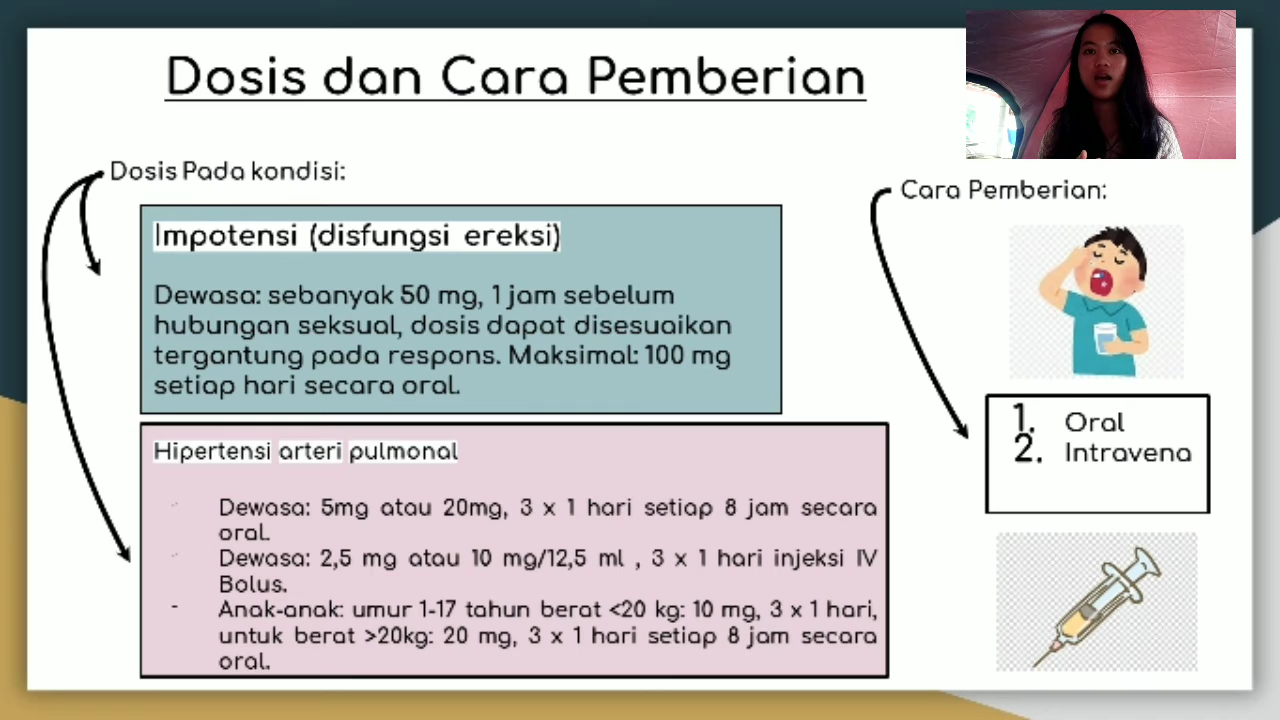 Dosis dan Cara Pemberian
Dosis Pada kondisi:
Impotensi (disfungsi ereksi)
Dewasa: sebanyak 50 mg, 1 jam sebelum
hubungan seksual, dosis dapat disesuaikan
tergantung pada respons. Maksimal: 100 mg
setiap hari secara oral.
Hipertensi arteri pulmonal
Dewasa: 5mg atau 20mg, 3 x 1 hari setiap 8 jam secara
oral.
Dewasa: 2,5 mg atau 10 mg/12,5 ml , 3 x 1 hari injeksi IV
Bolus.
- Anak-anak: umur 1-17 tahun berat <20 kg: 10 mg, 3 x 1 hari,
untuk berat >20kg: 20 mg, 3 x 1 hari setiap 8 jam secara
oral.
Cara Pemberian:
1. Oral
2. Intravena